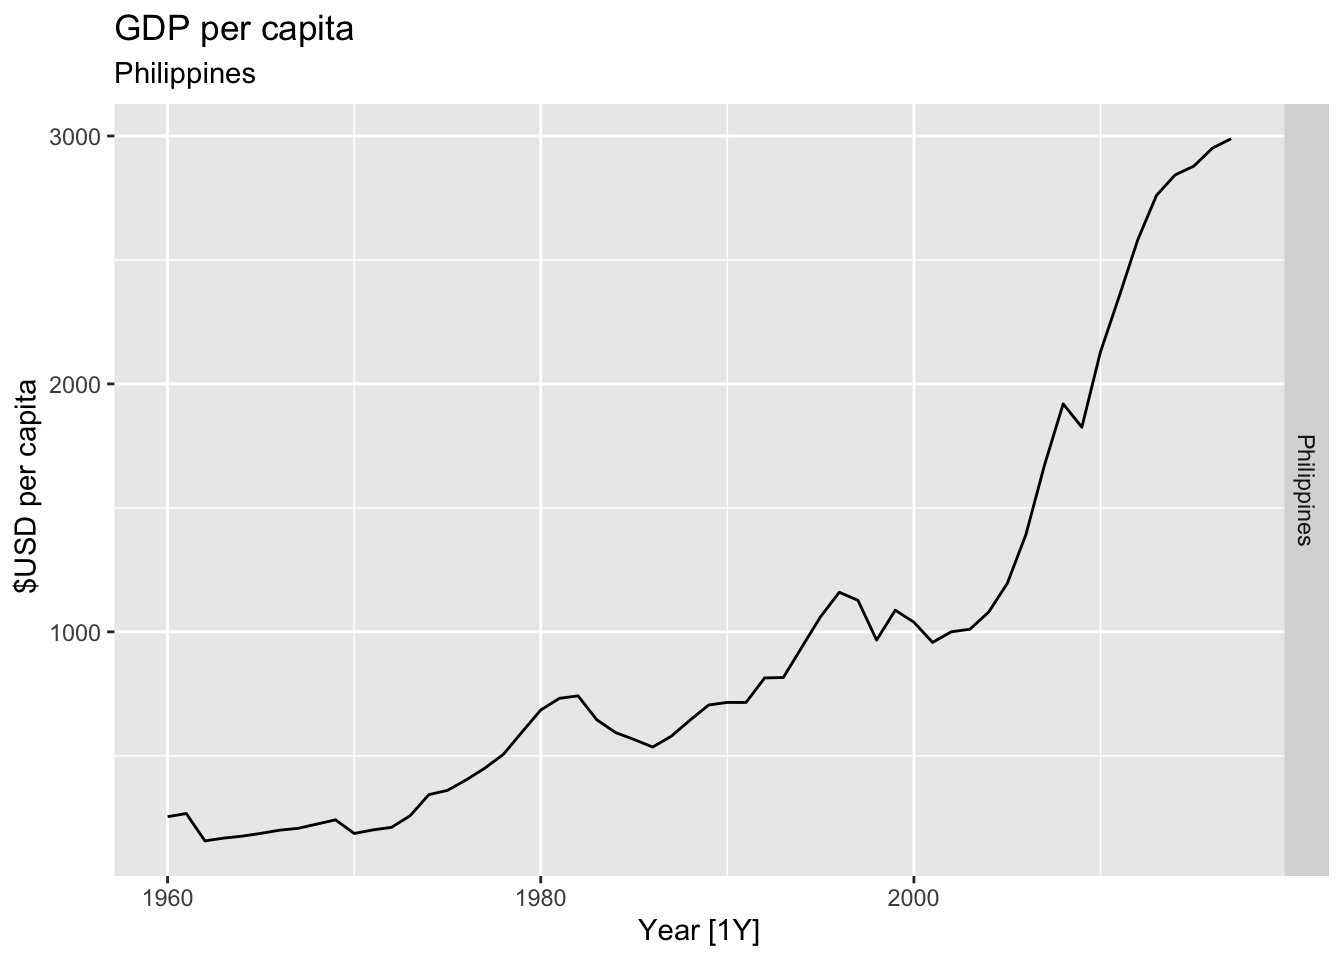 GDP per capita
Philippines
3000
2000
1000
$USD per capita
Philippines
1960
1980
2000
Year [1Y]